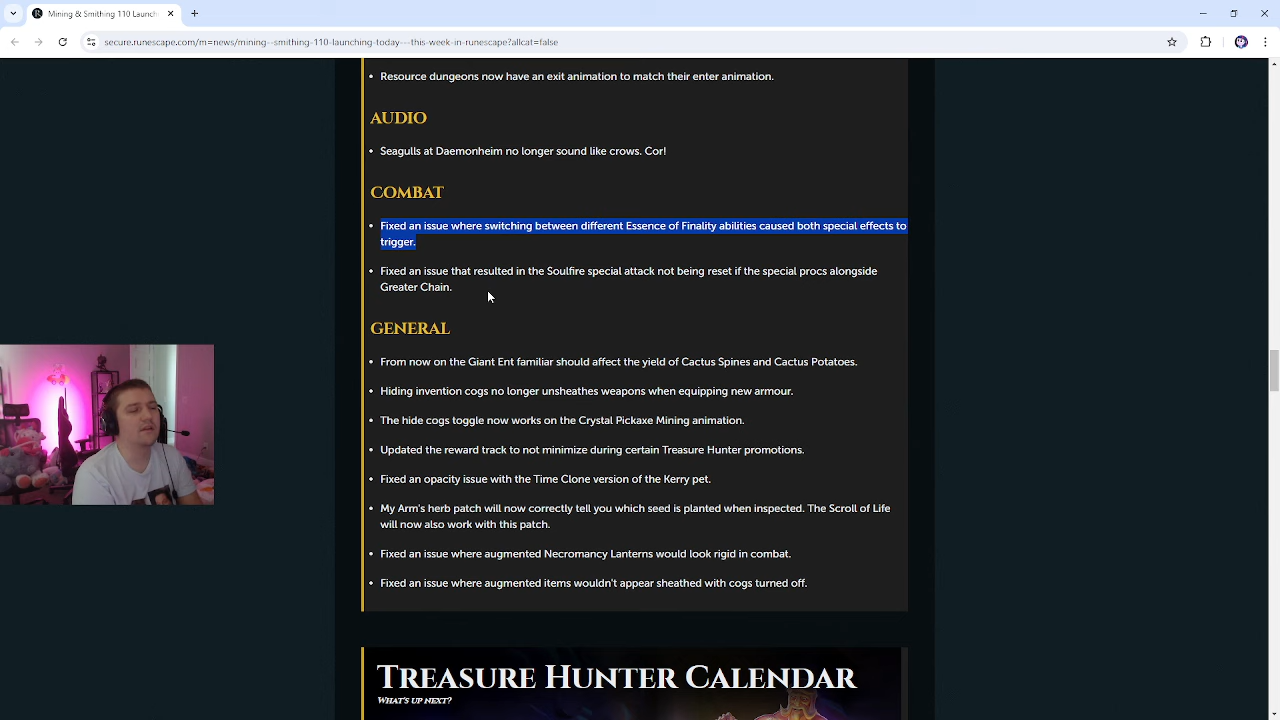 Mining & Smithing 110 Launch
secure.runescape.com/m=news/mining--smithing-110-launching-today---this-week-in-runescape?allcat=false
Resource dungeons now have an exit animation to match their enter animation.
AUDIO
Seagulls at Daemonheim no longer sound like crows. Cor!
COMBAT
Fixed an issue where switching between different Essence of Finality abilities caused both special effects to
trigger.
Fixed an issue that resulted in the Soulfire special attack not being reset if the special procs alongside
Greater Chain.
GENERAL
From now on the Giant Ent familiar should affect the yield of Cactus Spines and Cactus Potatoes.
Hiding invention cogs no longer unsheathes weapons when equipping new armour.
The hide cogs toggle now works on the Crystal Pickaxe Mining animation.
Updated the reward track to not minimize during certain Treasure Hunter promotions.
Fixed an opacity issue with the Time Clone version of the Kerry pet.
My Arm's herb patch will now correctly tell you which seed is planted when inspected. The Scroll of Life
will now also work with this patch.
Fixed an issue where augmented Necromancy Lanterns would look rigid in combat.
Fixed an issue where augmented items wouldn't appear sheathed with cogs turned off.
TREASURE HUNTER CALENDAR
WHAT'S UP NEXT?